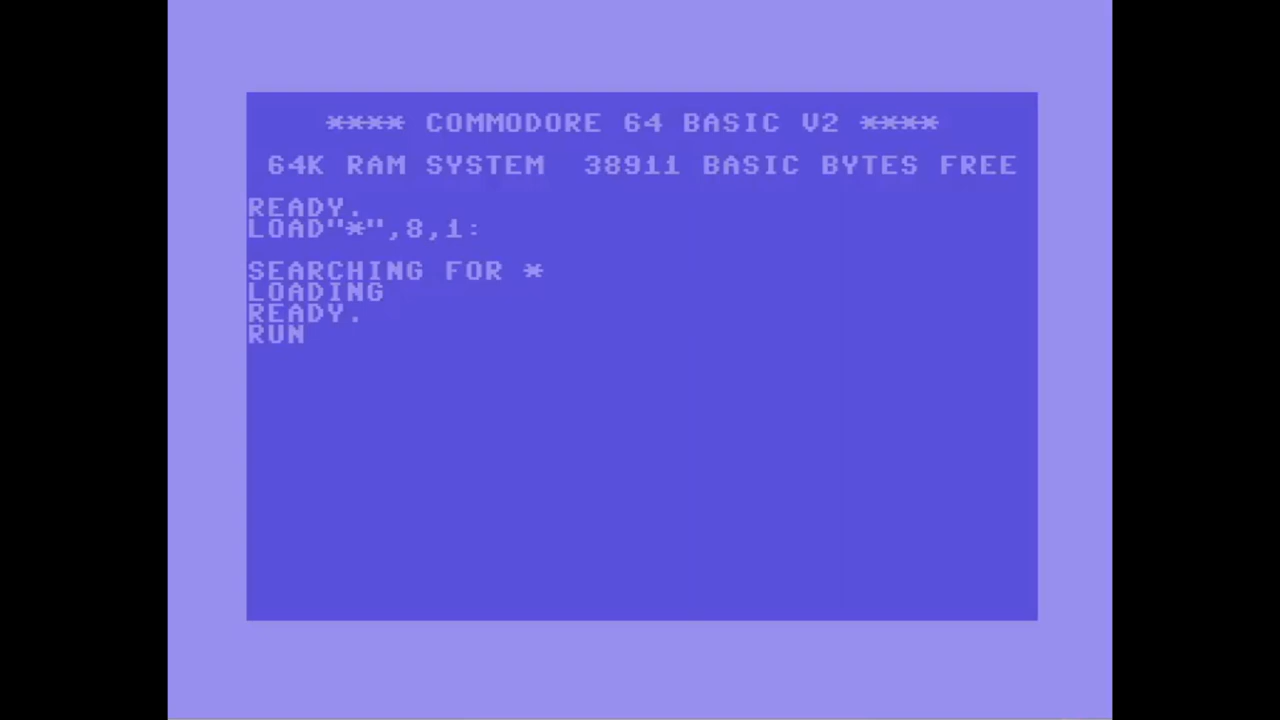 **** COMMODORE 64 BASIC V2 ****
64K RAM SYSTEM  38911 BASIC BYTES FREE
READY.
LOAD"*",8,1:
SEARCHING FOR *
LOADING
READY.
RUN